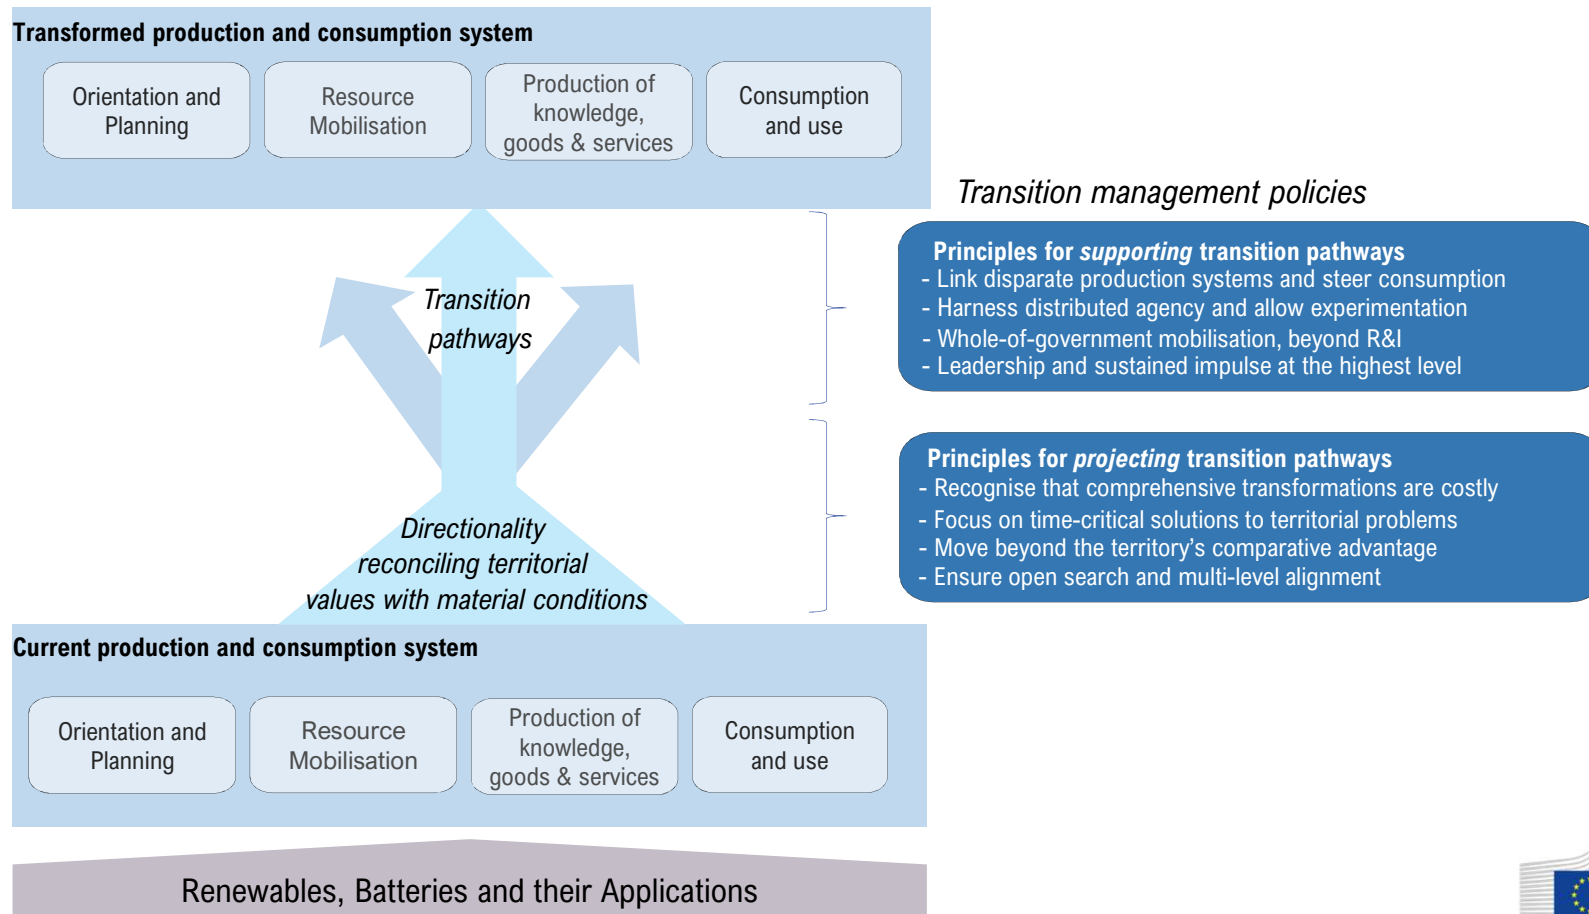 Transformed production and consumption system
Orientation and
Planning
Resource
Mobilisation
Production of
knowledge,
goods & services
Consumption
and use
Transition management policies
Principles for supporting transition pathways
- Link disparate production systems and steer consumption
- Harness distributed agency and allow experimentation
- Whole-of-government mobilisation, beyond R&I
- Leadership and sustained impulse at the highest level
Transition
pathways
Principles for projecting transition pathways
- Recognise that comprehensive transformations are costly
- Focus on time-critical solutions to territorial problems
- Move beyond the territory's comparative advantage
- Ensure open search and multi-level alignment
Directionality
reconciling territorial
values with material conditions
Current production and consumption system
Orientation and
Planning
Resource
Mobilisation
Production of
knowledge,
goods & services
Consumption
and use
Renewables, Batteries and their Applications